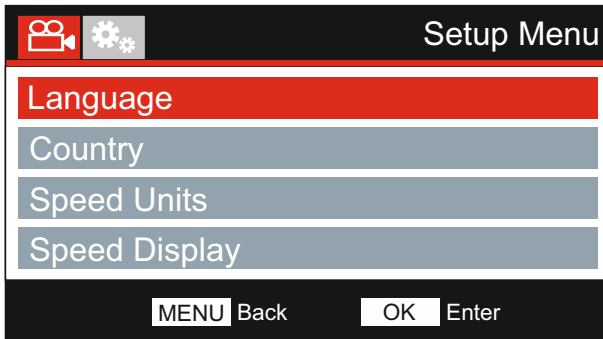 Setup Menu
Language
Country
Speed Units
Speed Display
MENU Back OK Enter